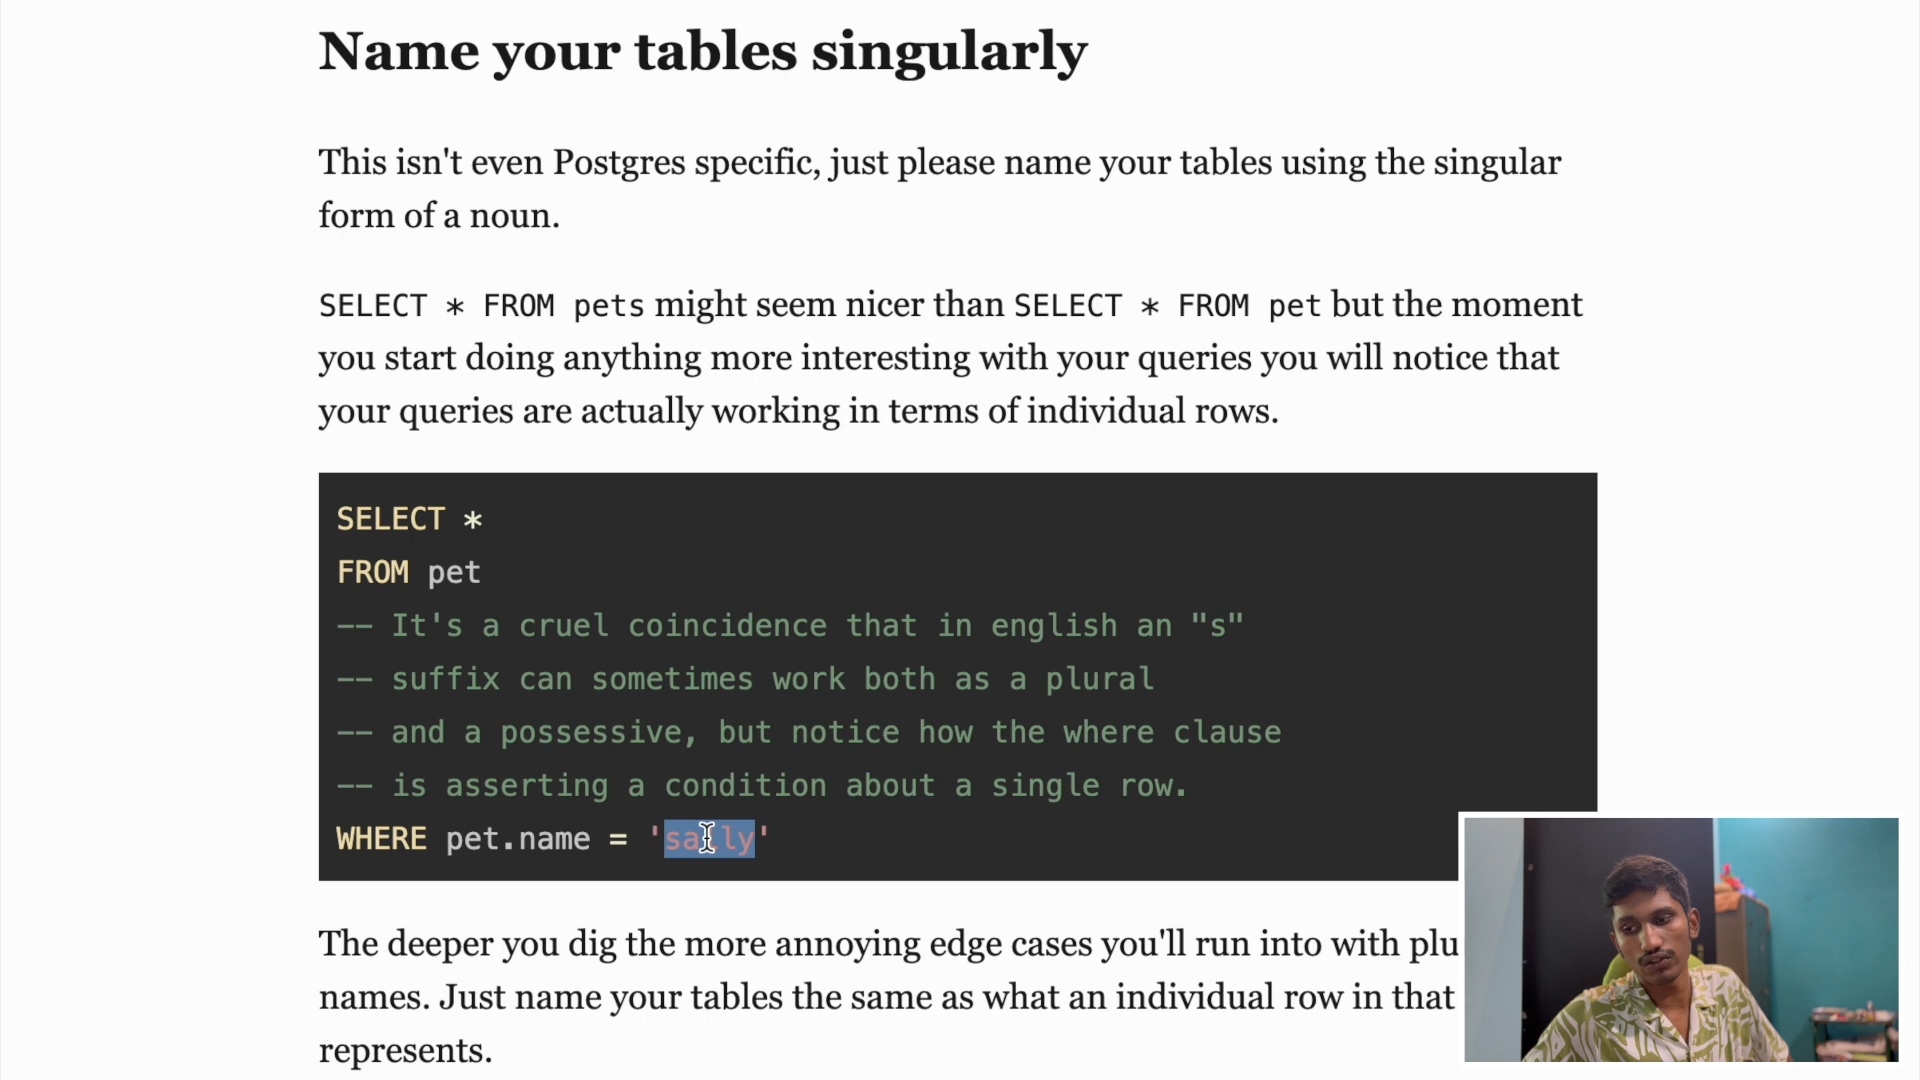 Name your tables singularly
This isn't even Postgres specific, just please name your tables using the singular
form of a noun.
SELECT * FROM pets might seem nicer than SELECT * FROM pet but the moment
you start doing anything more interesting with your queries you will notice that
your queries are actually working in terms of individual rows.
SELECT *
FROM pet
-- It's a cruel coincidence that in english an "s"
-- suffix can sometimes work both as a plural
-- and a possessive, but notice how the where clause
-- is asserting a condition about a single row.
WHERE pet.name = 'sally'
The deeper you dig the more annoying edge cases you'll run into with plu
names. Just name your tables the same as what an individual row in that
represents.